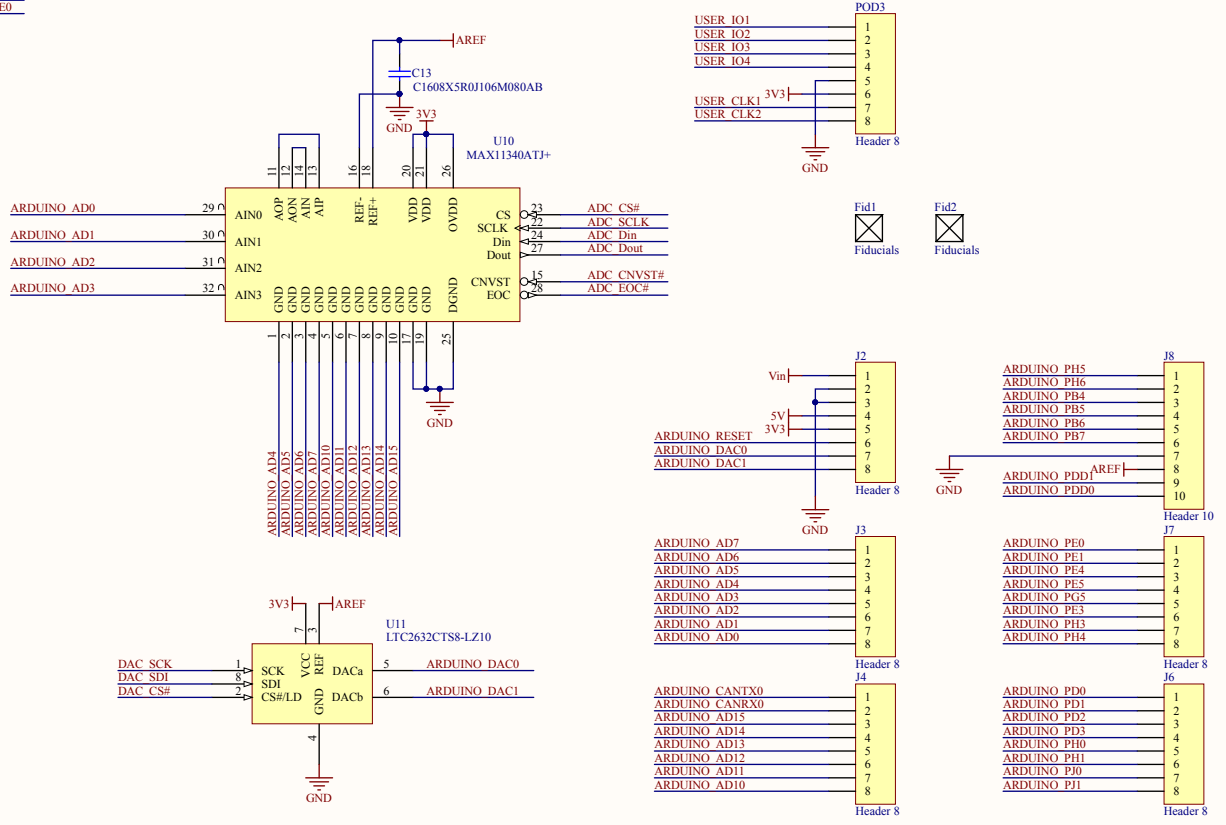 E0
AREF
C13
C1608X5R0J106M080AB
GND
3V3
U10
MAX11340ATJ+
11
12
14
13
16
18
20
21
26
AOP
AON
AIN
AIP
REF-
REF+
VDD
VDD
OVDD
ARDUINO_AD0
29
AIN0
ARDUINO_AD1
30
AIN1
ARDUINO_AD2
31
AIN2
ARDUINO_AD3
32
AIN3
CS
23
ADC_CS#
SCLK
22
ADC_SCLK
Din
24
ADC_Din
Dout
27
ADC_Dout
CNVST
15
ADC_CNVST#
EOC
28
ADC_EOC#
GND
GND
GND
GND
GND
GND
GND
GND
GND
GND
GND
GND
DGND
1
2
3
4
5
6
7
8
9
10
17
19
25
GND
ARDUINO_AD4
ARDUINO_AD5
ARDUINO_AD6
ARDUINO_AD7
ARDUINO_AD10
ARDUINO_AD11
ARDUINO_AD12
ARDUINO_AD13
ARDUINO_AD14
ARDUINO_AD15
3V3
AREF
7
3
U11
LTC2632CTS8-LZ10
VCC
REF
DAC_SCK
1
SCK
DAC_SDI
8
SDI
DAC_CS#
2
CS#/LD
DACa
5
ARDUINO_DAC0
DACb
6
ARDUINO_DAC1
GND
4
GND
POD3
USER_IO1
1
USER_IO2
2
USER_IO3
3
USER_IO4
4
5
3V3
6
USER_CLK1
7
USER_CLK2
8
Header 8
GND
Fid1
Fiducials
Fid2
Fiducials
J2
Vin
1
2
3
5V
4
3V3
5
ARDUINO_RESET
6
ARDUINO_DAC0
7
ARDUINO_DAC1
8
Header 8
GND
J8
ARDUINO_PH5
1
ARDUINO_PH6
2
ARDUINO_PB4
3
ARDUINO_PB5
4
ARDUINO_PB6
5
ARDUINO_PB7
6
7
GND
AREF
8
ARDUINO_PDD1
9
ARDUINO_PDD0
10
Header 10
J3
ARDUINO_AD7
1
ARDUINO_AD6
2
ARDUINO_AD5
3
ARDUINO_AD4
4
ARDUINO_AD3
5
ARDUINO_AD2
6
ARDUINO_AD1
7
ARDUINO_AD0
8
Header 8
J7
ARDUINO_PE0
1
ARDUINO_PE1
2
ARDUINO_PE4
3
ARDUINO_PE5
4
ARDUINO_PG5
5
ARDUINO_PE3
6
ARDUINO_PH3
7
ARDUINO_PH4
8
Header 8
J4
ARDUINO_CANTX0
1
ARDUINO_CANRX0
2
ARDUINO_AD15
3
ARDUINO_AD14
4
ARDUINO_AD13
5
ARDUINO_AD12
6
ARDUINO_AD11
7
ARDUINO_AD10
8
Header 8
J6
ARDUINO_PD0
1
ARDUINO_PD1
2
ARDUINO_PD2
3
ARDUINO_PD3
4
ARDUINO_PH0
5
ARDUINO_PH1
6
ARDUINO_PJ0
7
ARDUINO_PJ1
8
Header 8